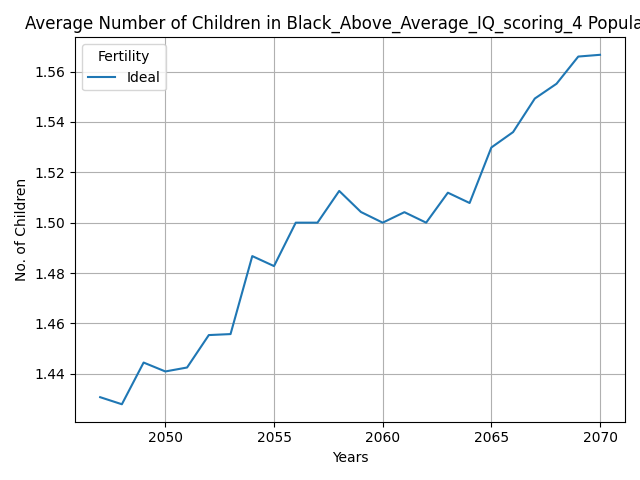 Average Number of Children in Black_Above_Average_IQ_scoring_4 Popula
Fertility
Ideal
1.56
1.54
1.52
1.50
1.48
1.46
1.44
No. of Children
2050 2055 2060 2065 2070
Years